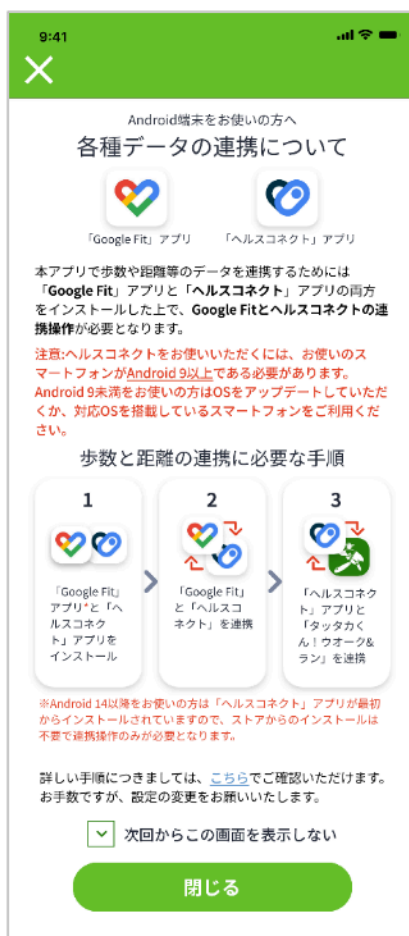 9:41
Android端末をお使いの方へ
各種データの連携について
「Google Fit」アプリ
「ヘルスコネクト」アプリ
本アプリで歩数や距離等のデータを連携するためには
「Google Fit」アプリと「ヘルスコネクト」アプリの両方
をインストールした上で、Google Fitとヘルスコネクトの連
携操作が必要となります。
注意:ヘルスコネクトをお使いいただくには、お使いのス
マートフォンがAndroid 9以上である必要があります。
Android 9未満をお使いの方はOSをアップデートしていただ
くか、対応OSを搭載しているスマートフォンをご利用くだ
さい。
歩数と距離の連携に必要な手順
1
「Google Fit」
アプリ*と「ヘ
ルスコネク
ト」アプリを
インストール
2
「Google Fit」
と「ヘルスコ
ネクト」を連携
3
「ヘルスコネク
ト」アプリと
「タッタカく
ん！ウオーク&
ラン」を連携
※Android 14以降をお使いの方は「ヘルスコネクト」アプリが最初
からインストールされていますので、ストアからのインストールは
不要で連携操作のみが必要となります。
詳しい手順につきましては、こちらでご確認いただけます。
お手数ですが、設定の変更をお願いいたします。
次回からこの画面を表示しない
閉じる